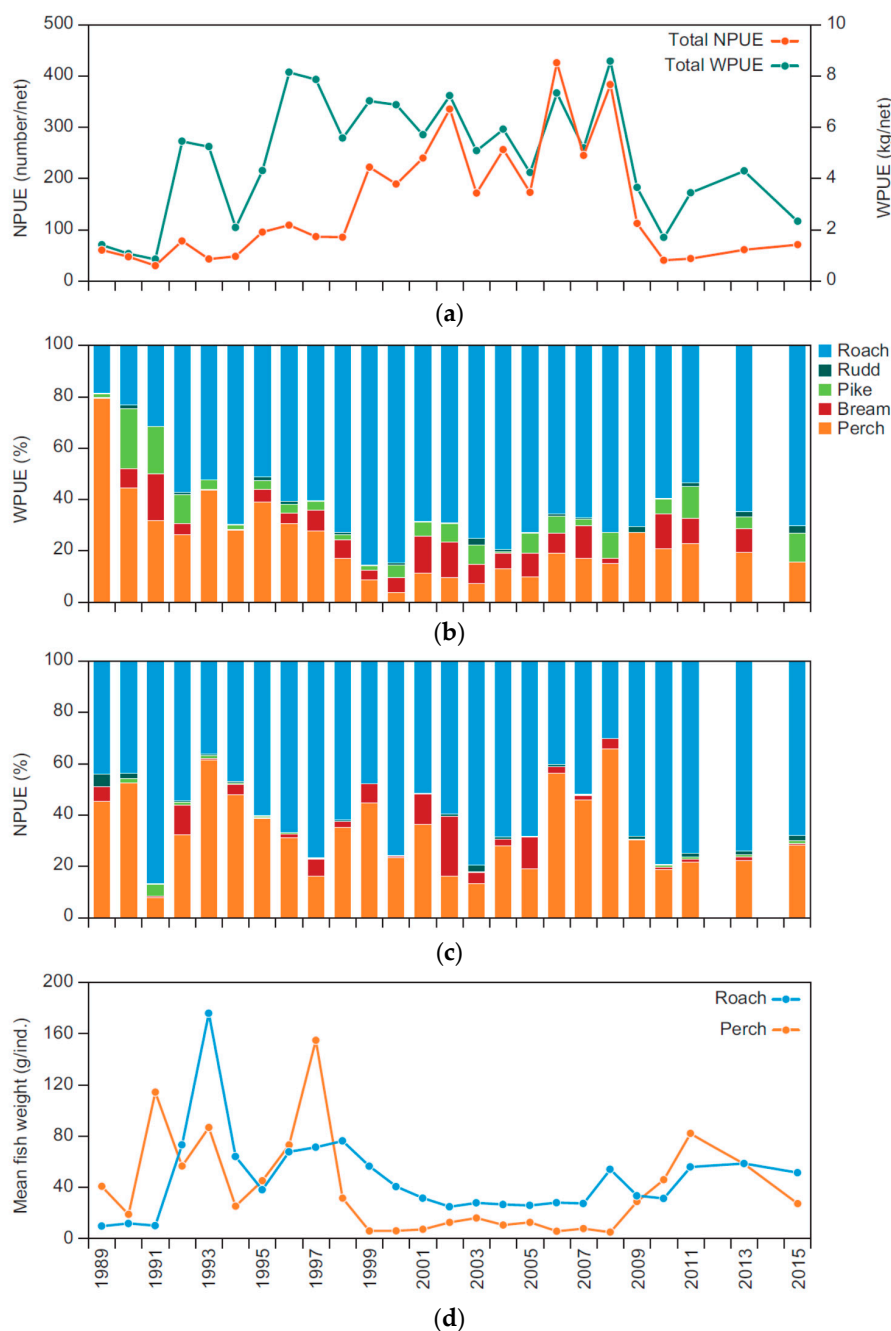 500
400
300
200
100
0
NPUE (number/net)
Total NPUE
Total WPUE
10
8
6
4
2
0
WPUE (kg/net)
(a)
100
80
60
40
20
0
WPUE (%)
Roach
Rudd
Pike
Bream
Perch
(b)
100
80
60
40
20
0
NPUE (%)
(c)
200
160
120
80
40
0
Mean fish weight (g/ind.)
Roach
Perch
1989
1991
1993
1995
1997
1999
2001
2003
2005
2007
2009
2011
2013
2015
(d)